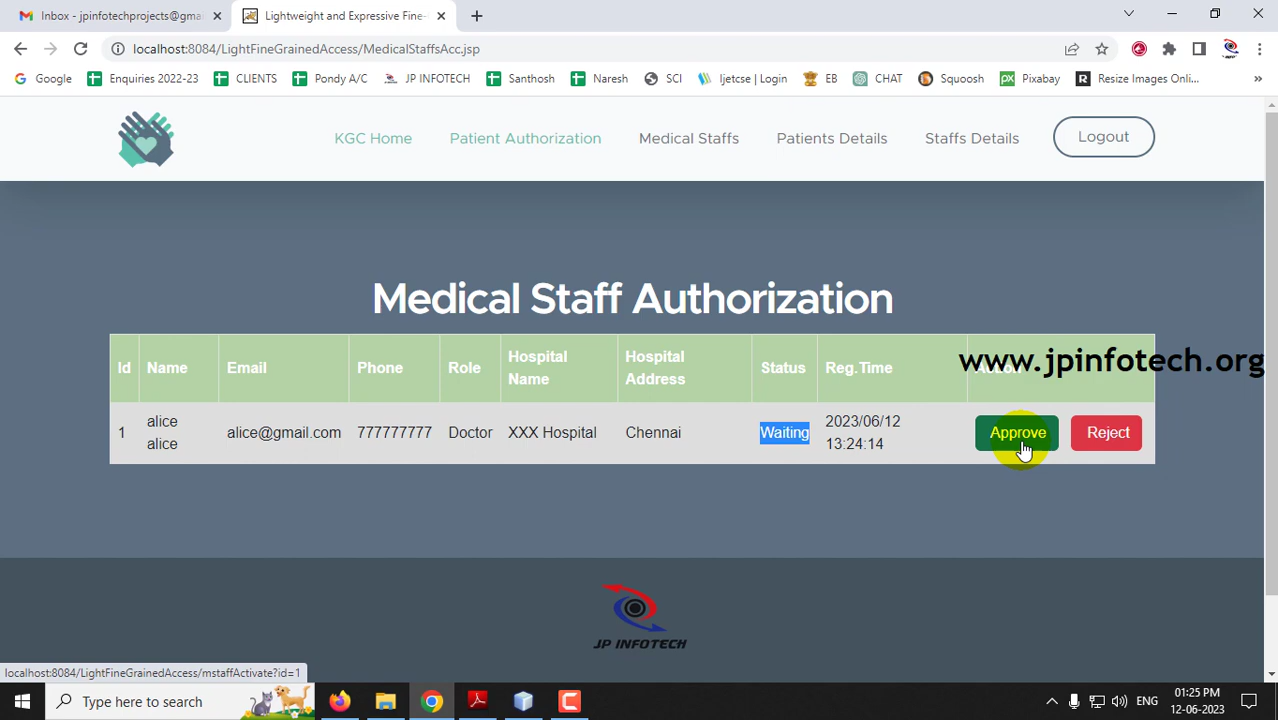 Inbox - jpinfotechprojects@gma
Lightweight and Expressive Fine-
localhost:8084/LightFineGrainedAccess/MedicalStaffsAcc.jsp
Google
Enquiries 2022-23
CLIENTS
Pondy A/C
JP INFOTECH
Santhosh
Naresh
SCI
Ijetcse | Login
EB
CHAT
Squoosh
px
Pixabay
R
Resize Images Onli...
»
KGC Home
Patient Authorization
Medical Staffs
Patients Details
Staffs Details
Logout
Medical Staff Authorization
Id
Name
Email
Phone
Role
Hospital
Name
Hospital
Address
Status
Reg.Time
www.jpinfotech.org
1
alice
alice
alice@gmail.com
777777777
Doctor
XXX Hospital
Chennai
Waiting
2023/06/12
13:24:14
Approve
Reject
JP INFOTECH
localhost:8084/LightFineGrainedAccess/mstaffActivate?id=1
Type here to search
ENG
01:25 PM
12-06-2023